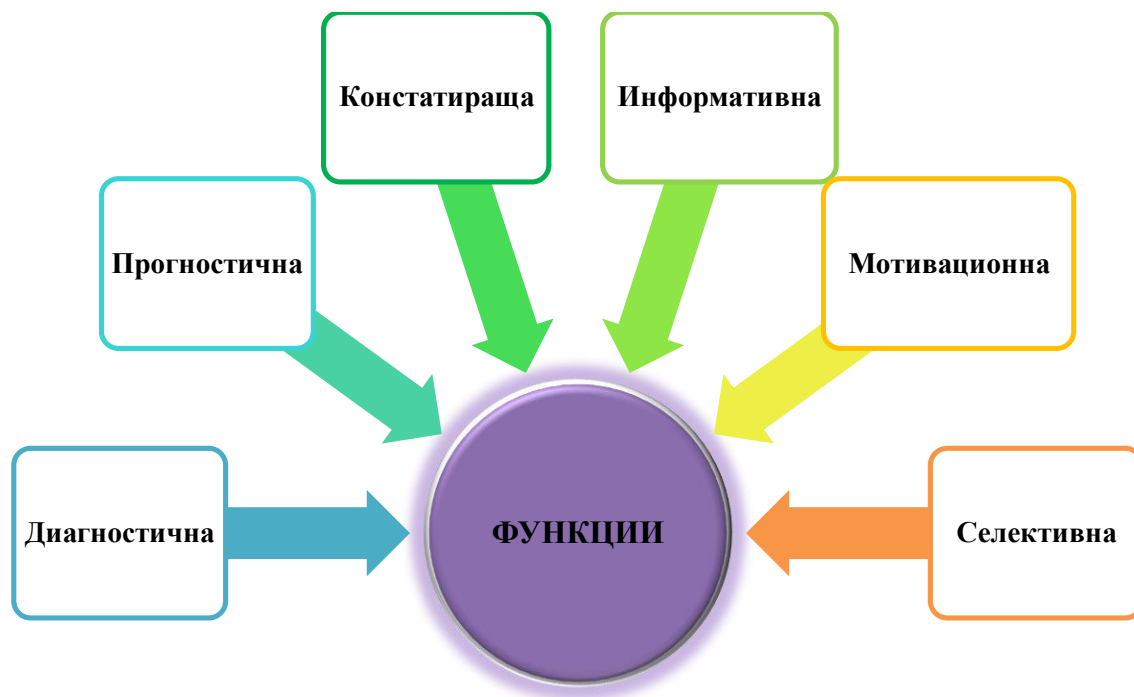 Констатираща
Информативна
Прогностична
Мотивационна
Диагностична
ФУНКЦИИ
Селективна